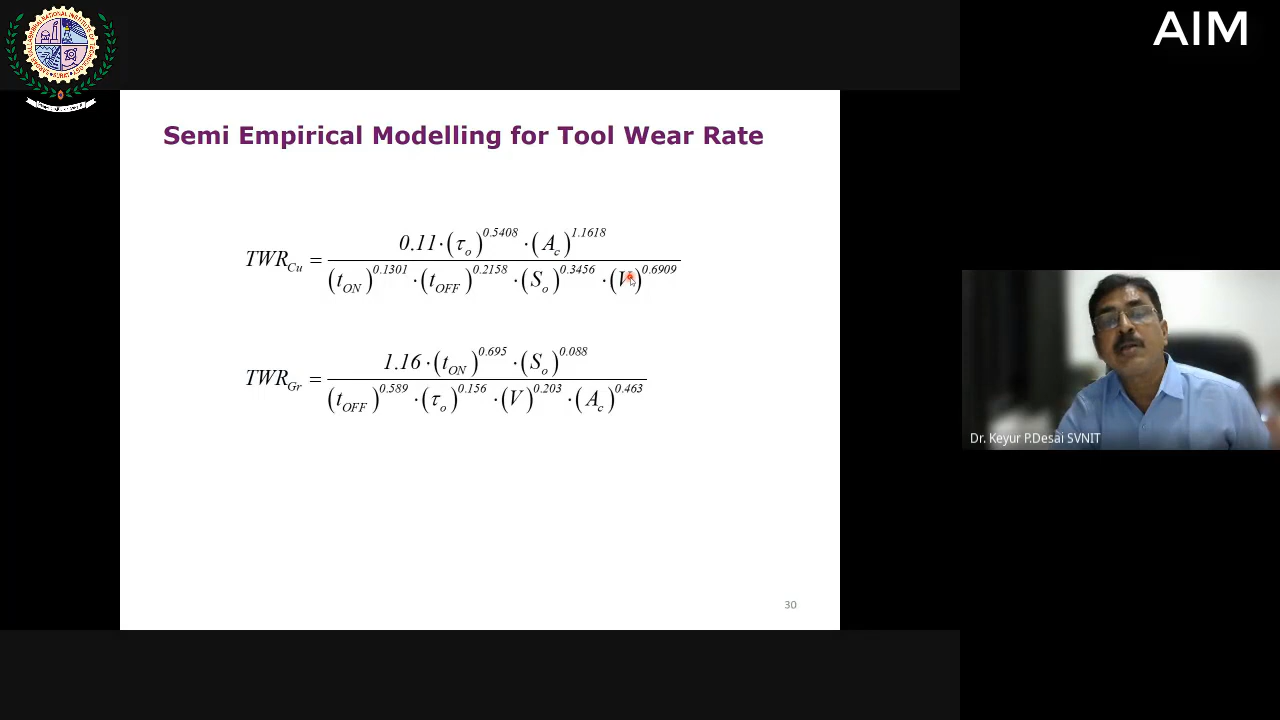 AIM
Semi Empirical Modelling for Tool Wear Rate
TWR_Cu = 0.11·(τ_o)^0.5408·(A_c)^1.1618 / (t_ON)^0.1301·(t_OFF)^0.2158·(S_o)^0.3456·(V)^0.6909
TWR_Gr = 1.16·(t_ON)^0.695·(S_o)^0.088 / (t_OFF)^0.589·(τ_o)^0.156·(V)^0.203·(A_c)^0.463
Dr. Keyur P.Desai SVNIT
30